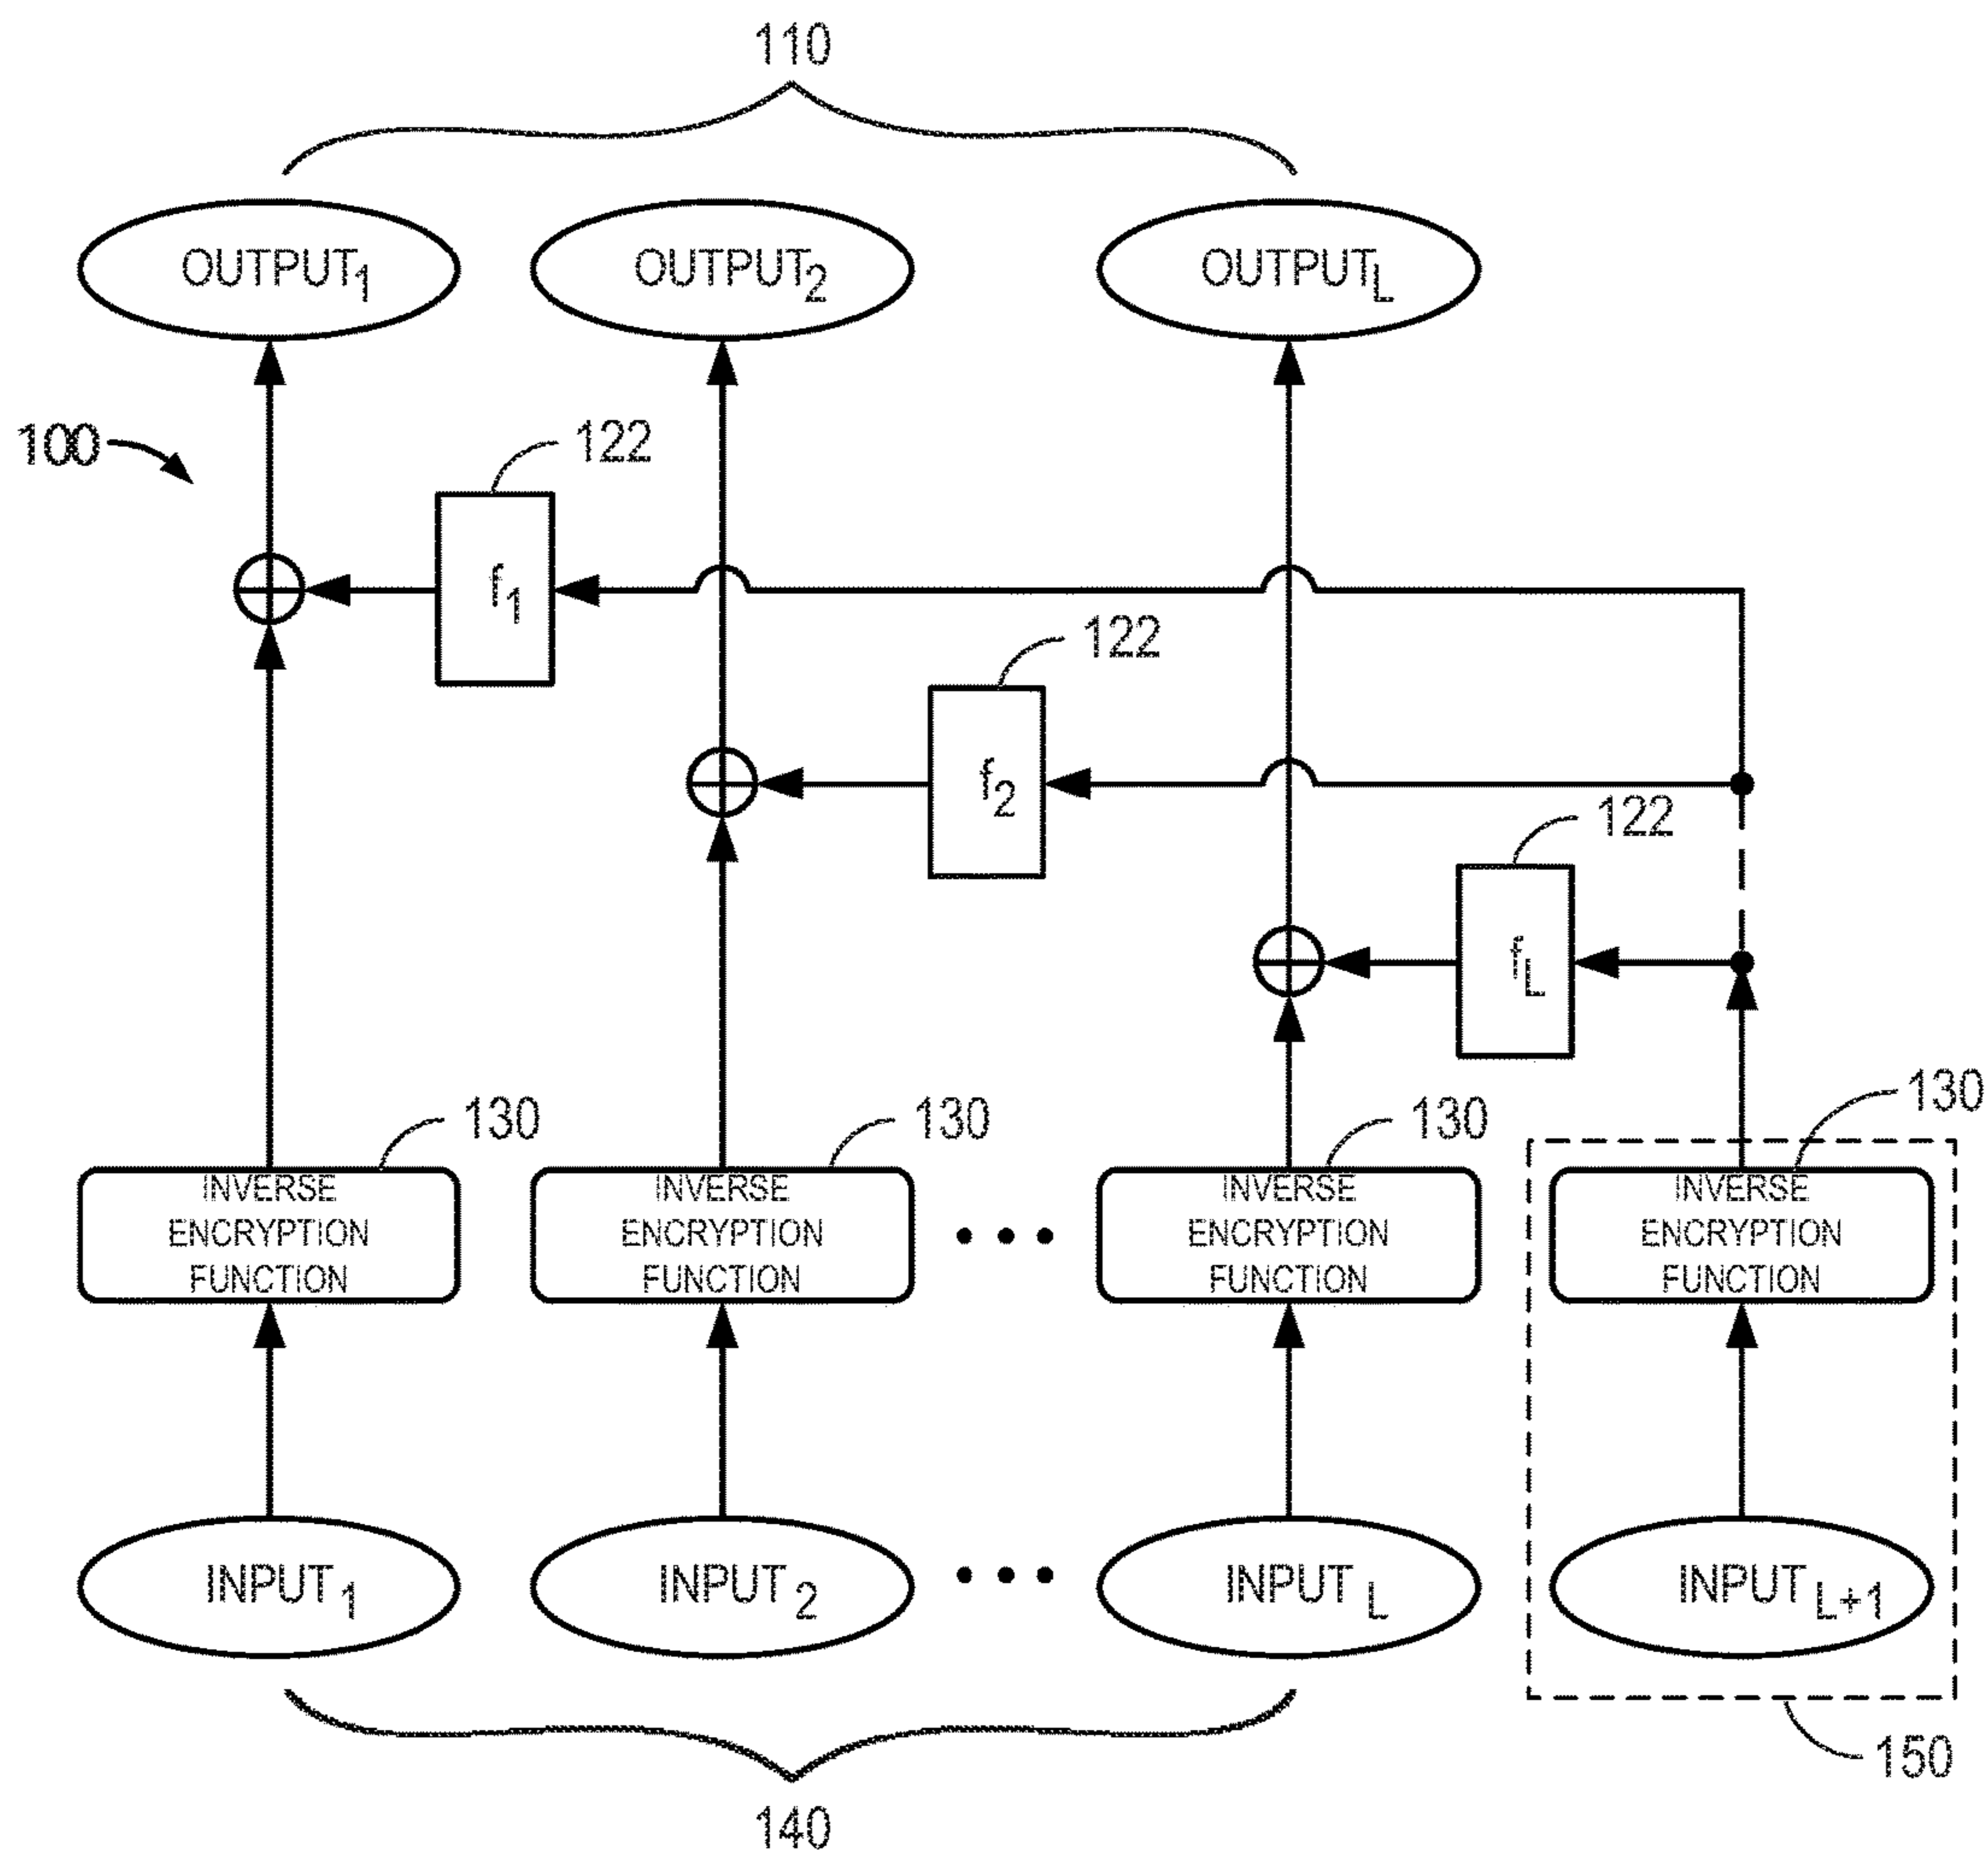 110
OUTPUT1
OUTPUT2
OUTPUTL
100
122
f1
122
f2
122
fL
130
130
130
130
INVERSE
ENCRYPTION
FUNCTION
INVERSE
ENCRYPTION
FUNCTION
INVERSE
ENCRYPTION
FUNCTION
INVERSE
ENCRYPTION
FUNCTION
INPUT1
INPUT2
INPUTL
INPUTL+1
150
140